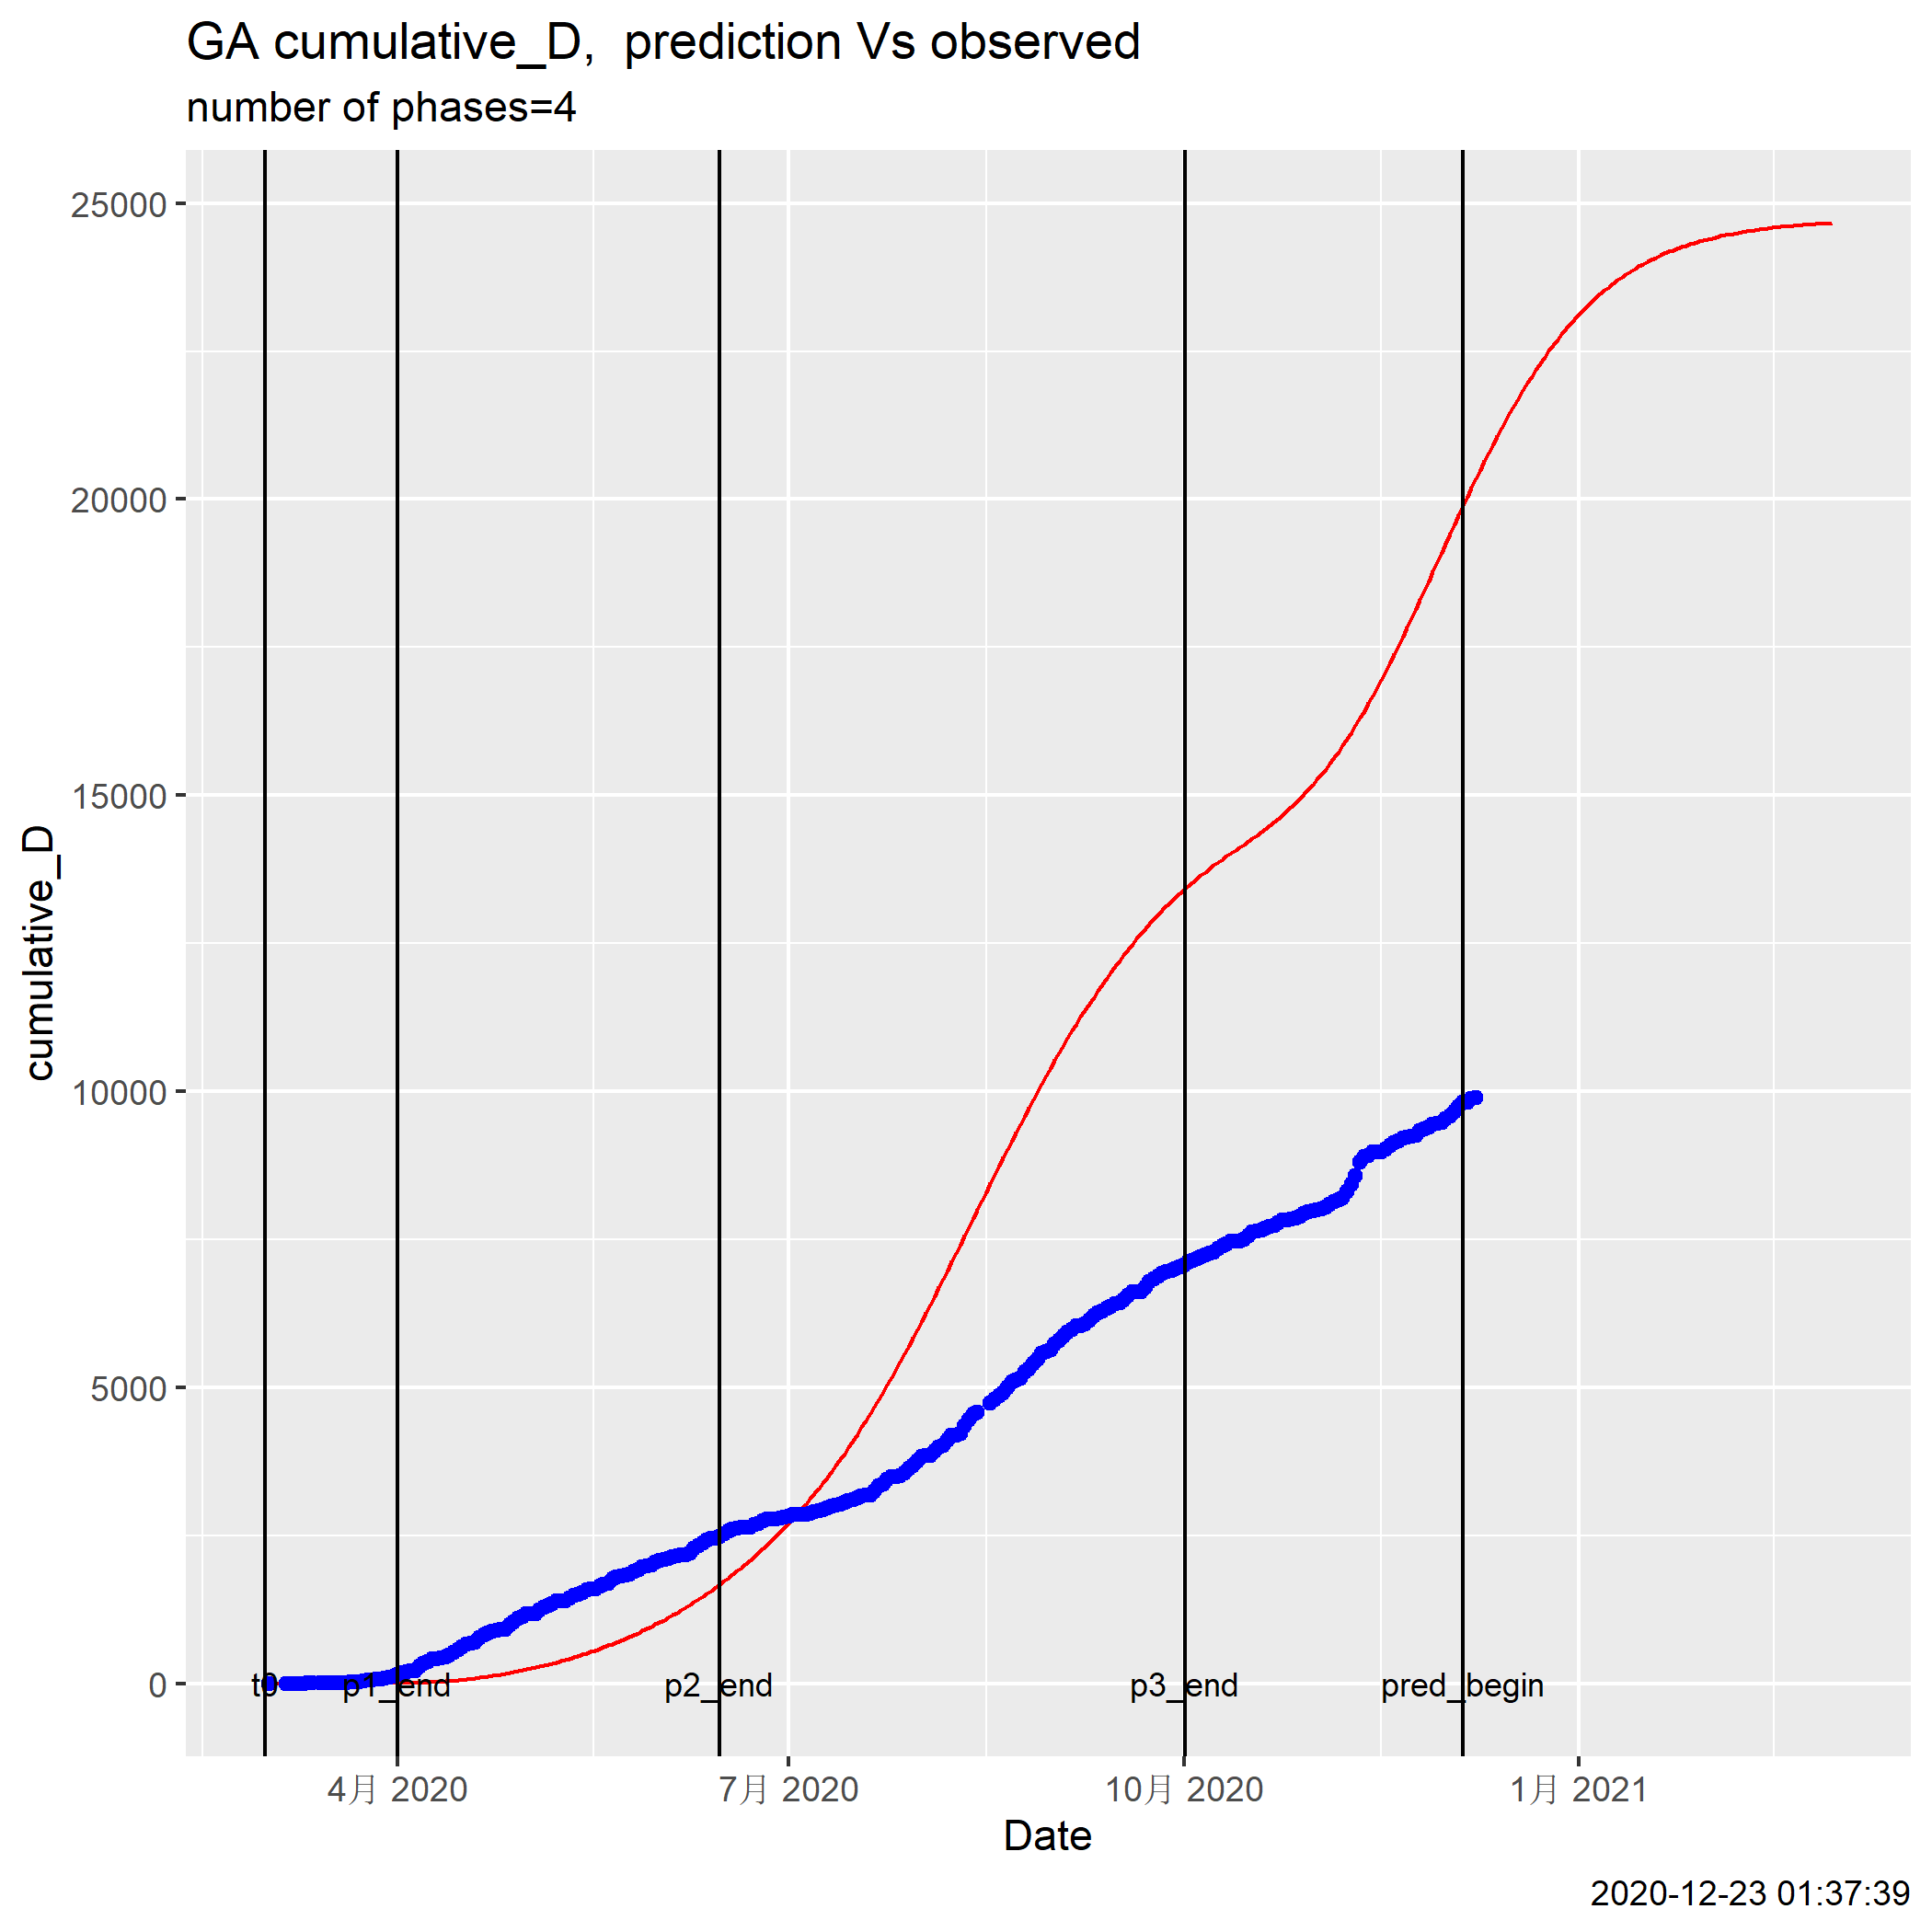 GA cumulative_D,  prediction Vs observed
number of phases=4
25000
20000
15000
10000
5000
0
cumulative_D
t0 p1_end p2_end p3_end pred_begin
4月 2020 7月 2020 10月 2020 1月 2021
Date
2020-12-23 01:37:39